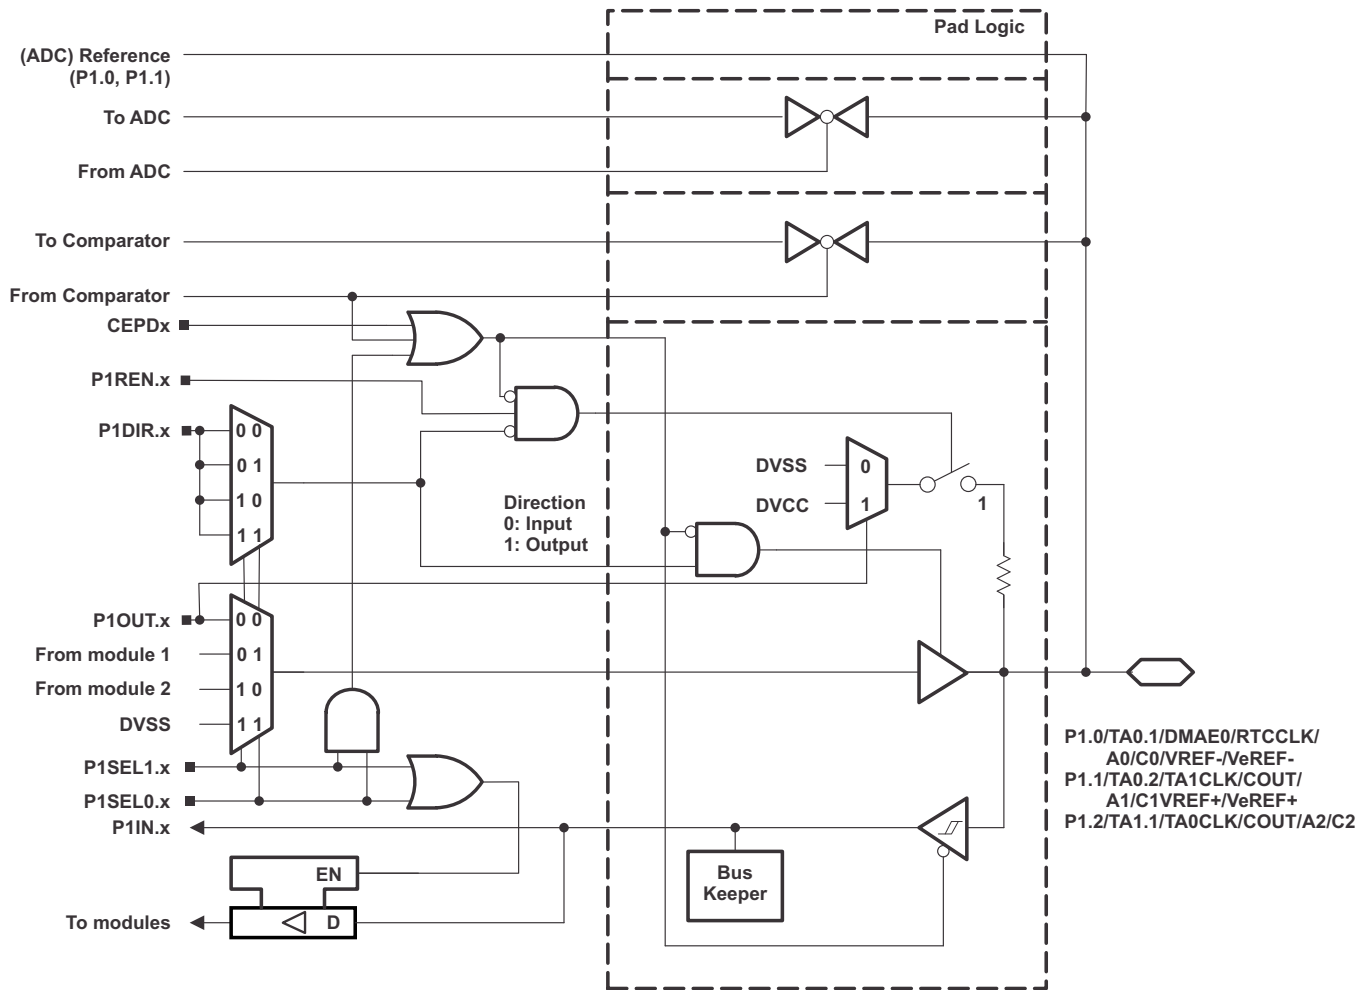 Pad Logic
(ADC) Reference
(P1.0, P1.1)
To ADC
From ADC
To Comparator
From Comparator
CEPDx
P1REN.x
P1DIR.x
0 0
0 1
1 0
1 1
Direction
0: Input
1: Output
DVSS
0
DVCC
1
1
P1OUT.x
0 0
From module 1
0 1
From module 2
1 0
DVSS
1 1
P1SEL1.x
P1SEL0.x
P1IN.x
Bus
Keeper
EN
To modules
D
P1.0/TA0.1/DMAE0/RTCCLK/
A0/C0/VREF-/VeREF-
P1.1/TA0.2/TA1CLK/COUT/
A1/C1VREF+/VeREF+
P1.2/TA1.1/TA0CLK/COUT/A2/C2